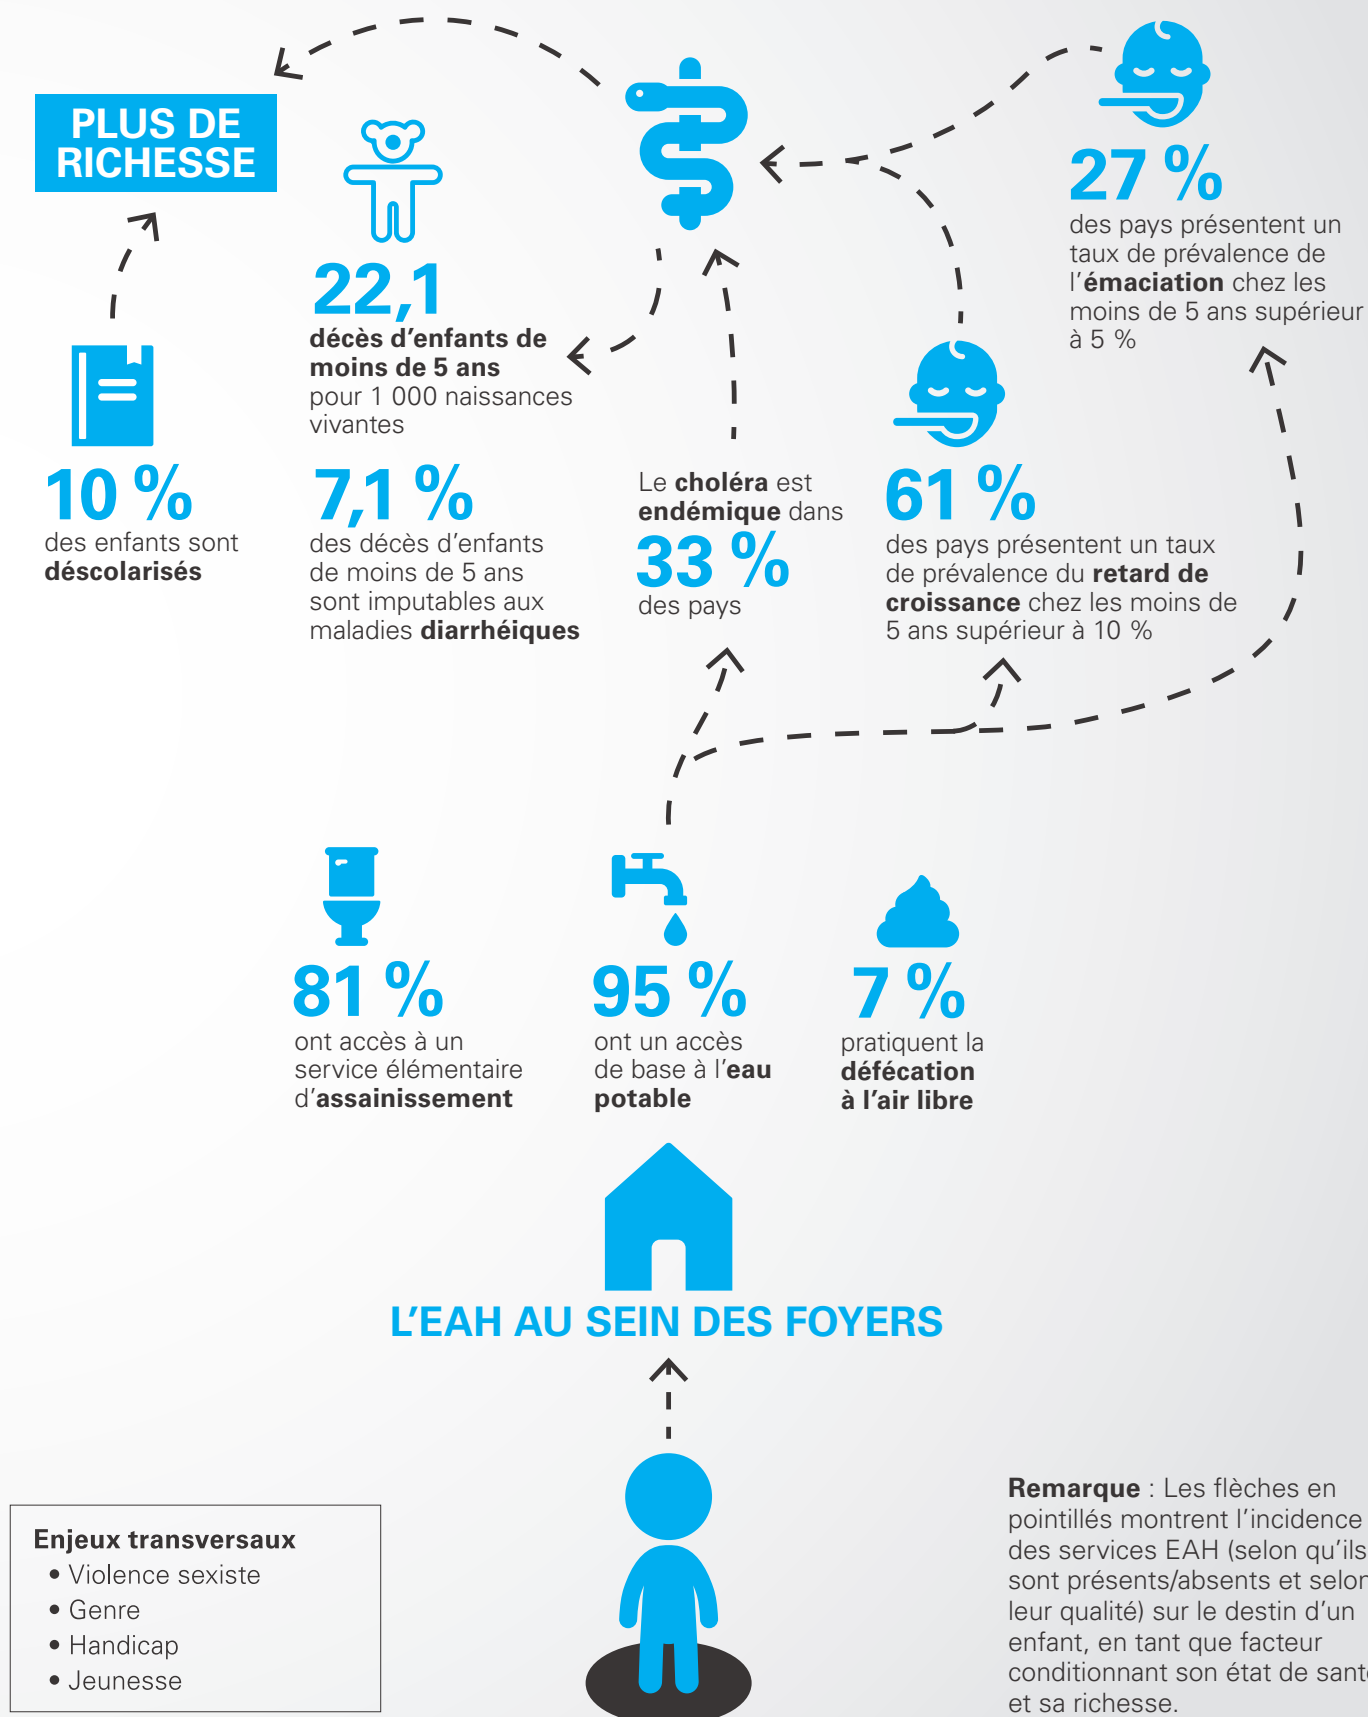 PLUS DE
RICHESSE
22,1
décès d’enfants de
moins de 5 ans
pour 1 000 naissances
vivantes
27 %
des pays présentent un
taux de prévalence de
l’émaciation chez les
moins de 5 ans supérieur
à 5 %
10 %
des enfants sont
déscolarisés
7,1 %
des décès d’enfants
de moins de 5 ans
sont imputables aux
maladies diarrhéiques
Le choléra est
endémique dans
33 %
des pays
61 %
des pays présentent un taux
de prévalence du retard de
croissance chez les moins de
5 ans supérieur à 10 %
81 %
ont accès à un
service élémentaire
d’assainissement
95 %
ont un accès
de base à l’eau
potable
7 %
pratiquent la
défécation
à l’air libre
L’EAH AU SEIN DES FOYERS
Enjeux transversaux
• Violence sexiste
• Genre
• Handicap
• Jeunesse
Remarque : Les flèches en
pointillés montrent l’incidence
des services EAH (selon qu’ils
sont présents/absents et selon
leur qualité) sur le destin d’un
enfant, en tant que facteur
conditionnant son état de santé
et sa richesse.